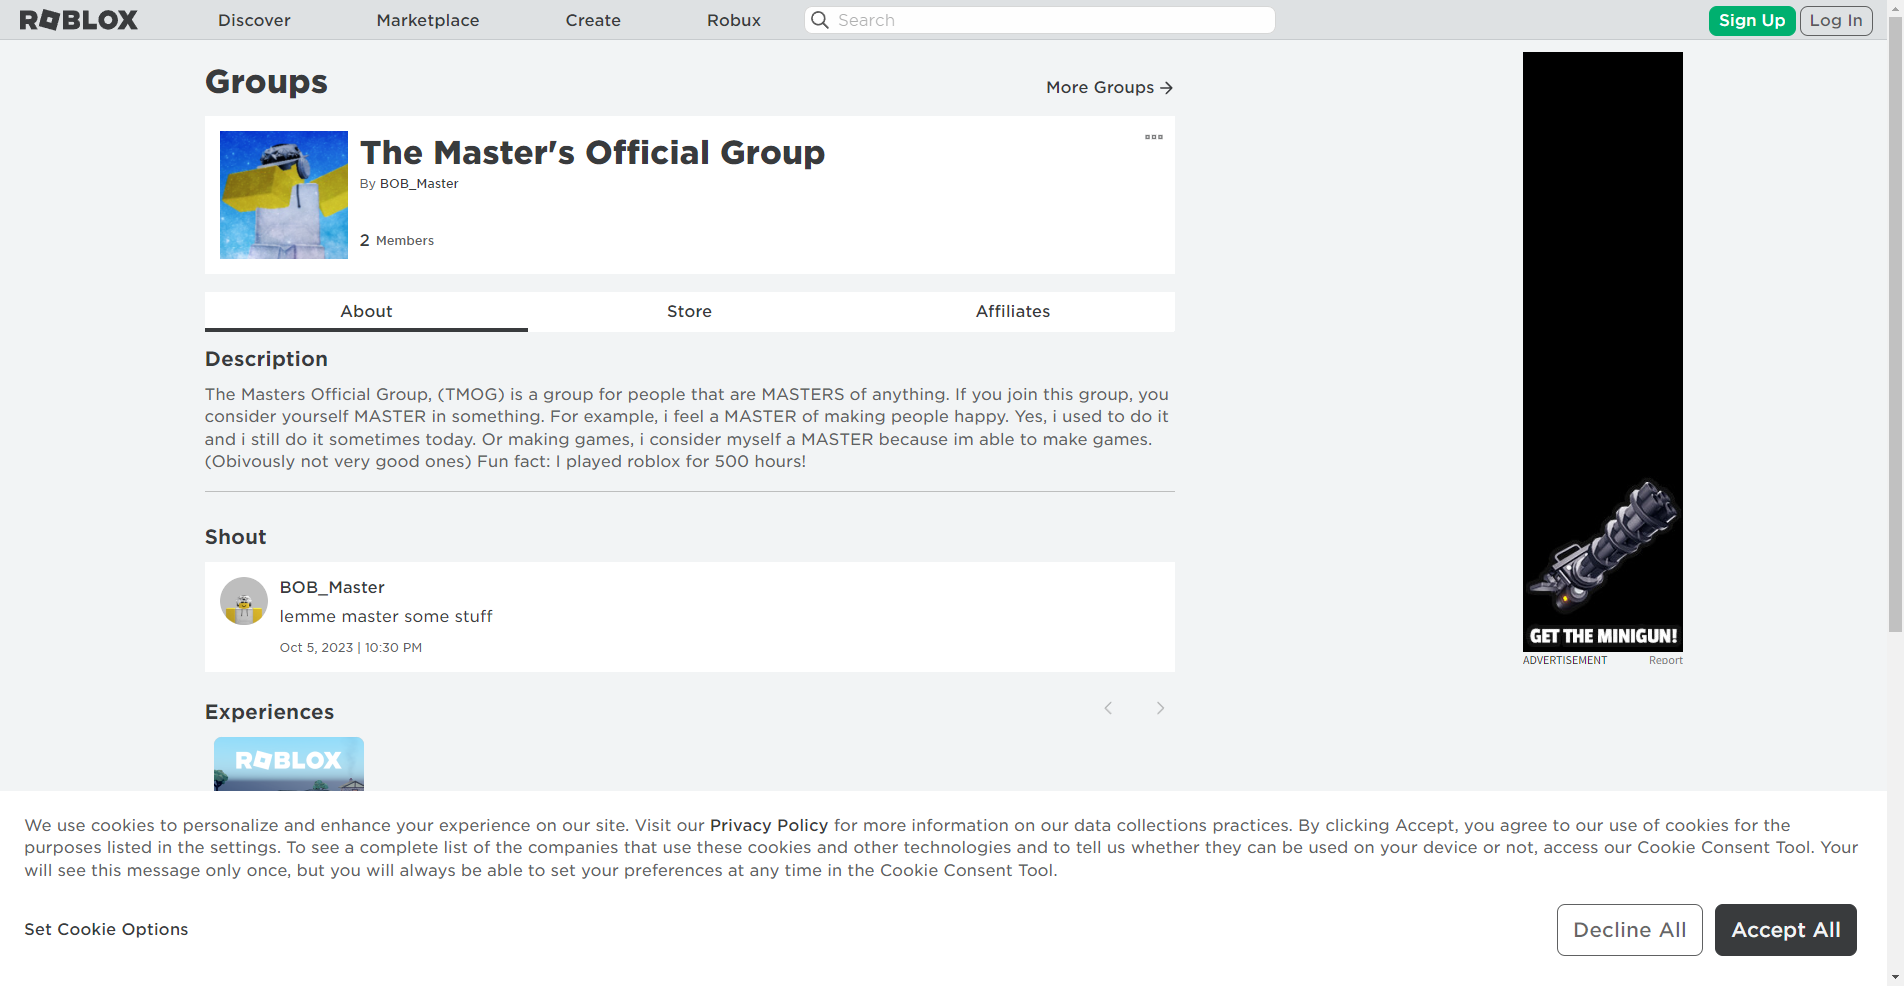 ROBLOX
Discover
Marketplace
Create
Robux
Search
Sign Up
Log In
Groups
More Groups
The Master's Official Group
By BOB_Master
2 Members
About
Store
Affiliates
Description
The Masters Official Group, (TMOG) is a group for people that are MASTERS of anything. If you join this group, you
consider yourself MASTER in something. For example, i feel a MASTER of making people happy. Yes, i used to do it
and i still do it sometimes today. Or making games, i consider myself a MASTER because im able to make games.
(Obivously not very good ones) Fun fact: I played roblox for 500 hours!
Shout
BOB_Master
lemme master some stuff
Oct 5, 2023 | 10:30 PM
Experiences
ROBLOX
GET THE MINIGUN!
ADVERTISEMENT
Report
We use cookies to personalize and enhance your experience on our site. Visit our Privacy Policy for more information on our data collections practices. By clicking Accept, you agree to our use of cookies for the
purposes listed in the settings. To see a complete list of the companies that use these cookies and other technologies and to tell us whether they can be used on your device or not, access our Cookie Consent Tool. Your
will see this message only once, but you will always be able to set your preferences at any time in the Cookie Consent Tool.
Set Cookie Options
Decline All
Accept All